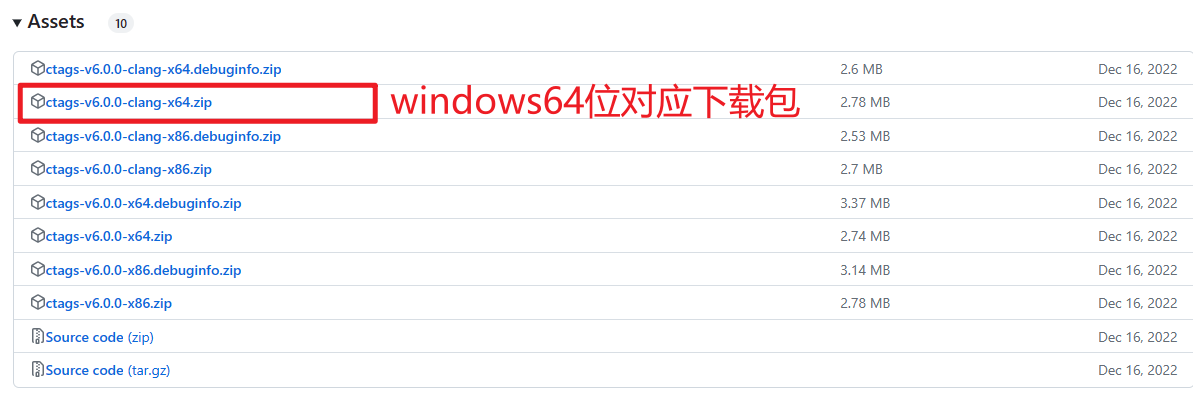 Assets 10
ctags-v6.0.0-clang-x64.debuginfo.zip 2.6 MB Dec 16, 2022
ctags-v6.0.0-clang-x64.zip windows64位对应下载包 2.78 MB Dec 16, 2022
ctags-v6.0.0-clang-x86.debuginfo.zip 2.53 MB Dec 16, 2022
ctags-v6.0.0-clang-x86.zip 2.7 MB Dec 16, 2022
ctags-v6.0.0-x64.debuginfo.zip 3.37 MB Dec 16, 2022
ctags-v6.0.0-x64.zip 2.74 MB Dec 16, 2022
ctags-v6.0.0-x86.debuginfo.zip 3.14 MB Dec 16, 2022
ctags-v6.0.0-x86.zip 2.78 MB Dec 16, 2022
Source code (zip) Dec 16, 2022
Source code (tar.gz) Dec 16, 2022